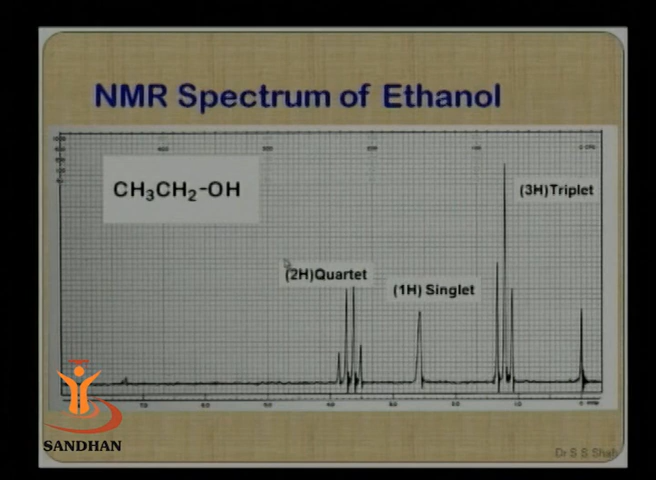 NMR Spectrum of Ethanol
CH₃CH₂-OH
(3H)Triplet
(2H)Quartet
(1H) Singlet
SANDHAN
Dr S S Shah